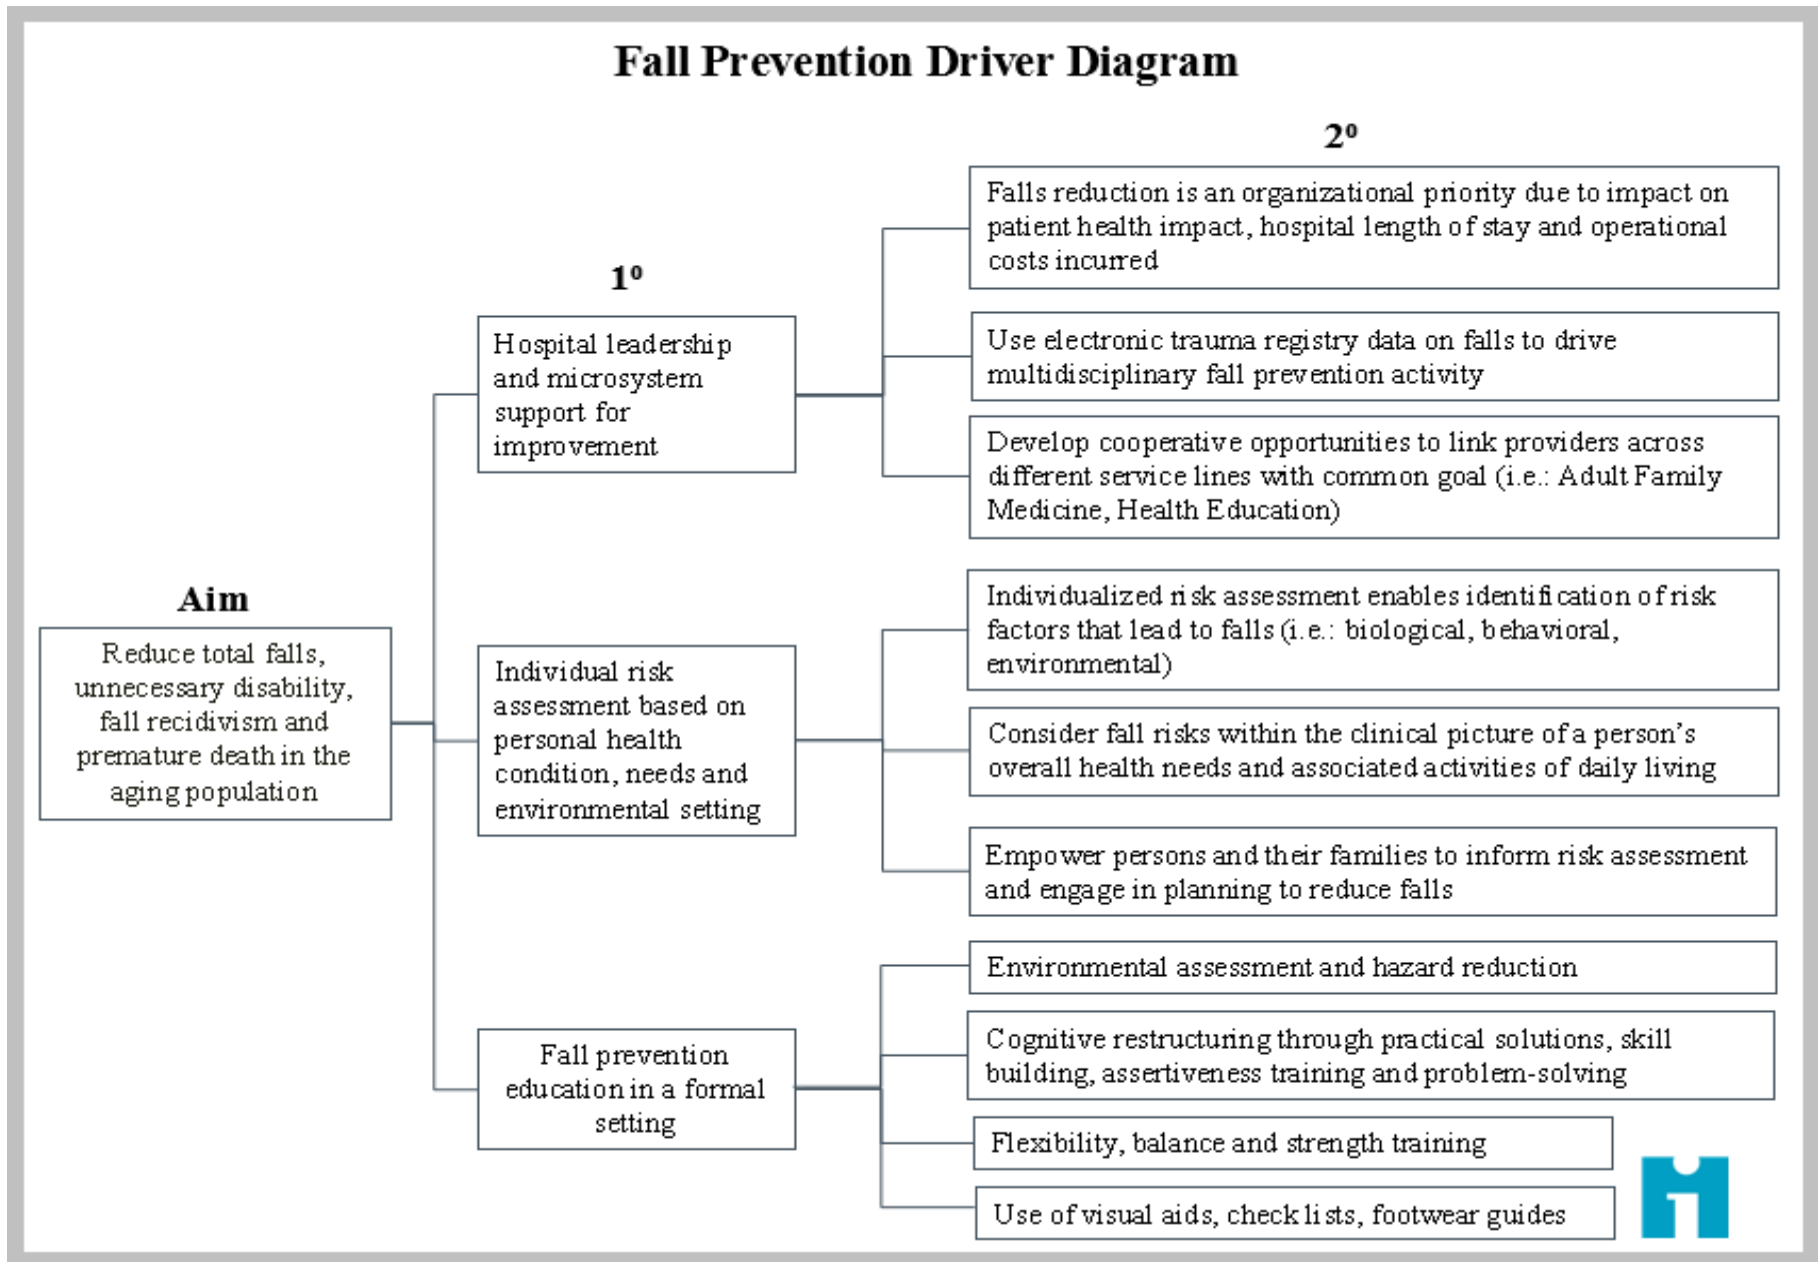 Fall Prevention Driver Diagram
2º
Falls reduction is an organizational priority due to impact on
patient health impact, hospital length of stay and operational
costs incurred
1º
Hospital leadership
and microsystem
support for
improvement
Use electronic trauma registry data on falls to drive
multidisciplinary fall prevention activity
Develop cooperative opportunities to link providers across
different service lines with common goal (i.e.: Adult Family
Medicine, Health Education)
Aim
Reduce total falls,
unnecessary disability,
fall recidivism and
premature death in the
aging population
Individual risk
assessment based on
personal health
condition, needs and
environmental setting
Individualized risk assessment enables identification of risk
factors that lead to falls (i.e.: biological, behavioral,
environmental)
Consider fall risks within the clinical picture of a person’s
overall health needs and associated activities of daily living
Empower persons and their families to inform risk assessment
and engage in planning to reduce falls
Fall prevention
education in a formal
setting
Environmental assessment and hazard reduction
Cognitive restructuring through practical solutions, skill
building, assertiveness training and problem-solving
Flexibility, balance and strength training
Use of visual aids, check lists, footwear guides